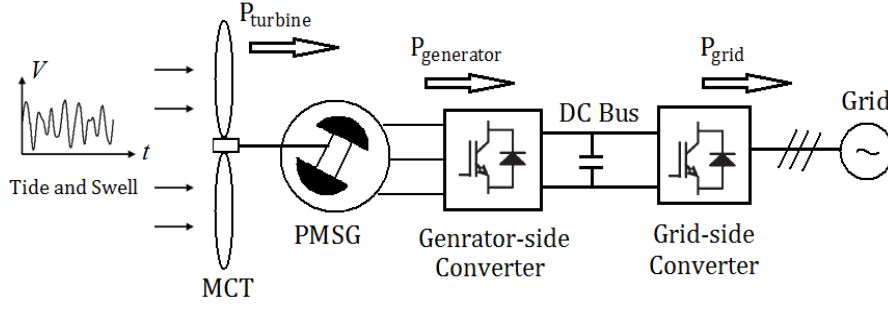 P_turbine
P_generator
P_grid
V
t
Tide and Swell
MCT
PMSG
Genrator-side
Converter
DC Bus
Grid-side
Converter
Grid
~